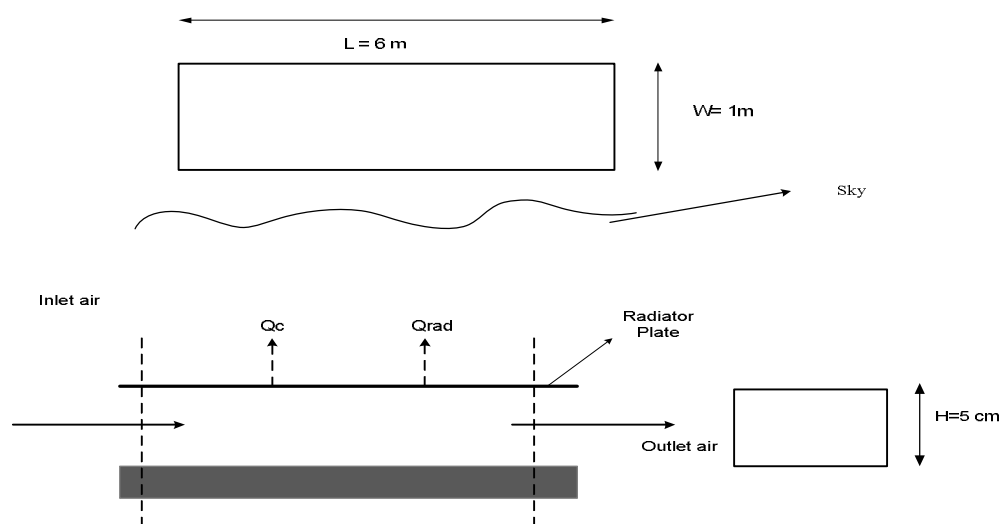 L = 6 m
W= 1m
Sky
Inlet air
Qc
Qrad
Radiator
Plate
H=5 cm
Outlet air